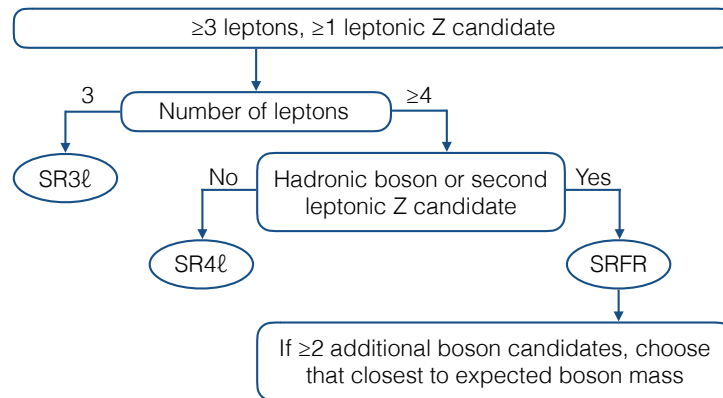 ≥3 leptons, ≥1 leptonic Z candidate
3
Number of leptons
≥4
SR3ℓ
No
Hadronic boson or second
leptonic Z candidate
Yes
SR4ℓ
SRFR
If ≥2 additional boson candidates, choose
that closest to expected boson mass